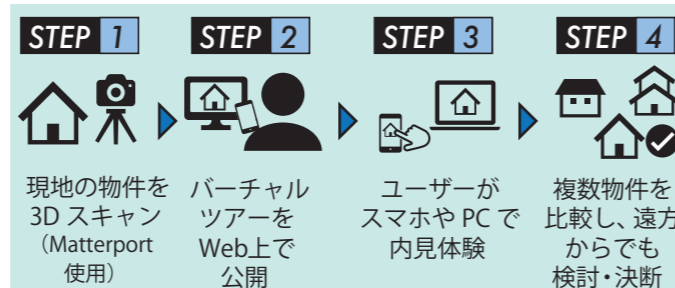 STEP 1
現地の物件を
3D スキャン
（Matterport
使用）
STEP 2
バーチャル
ツアーを
Web上で
公開
STEP 3
ユーザーが
スマホや PC で
内見体験
STEP 4
複数物件を
比較し、遠方
からでも
検討・決断